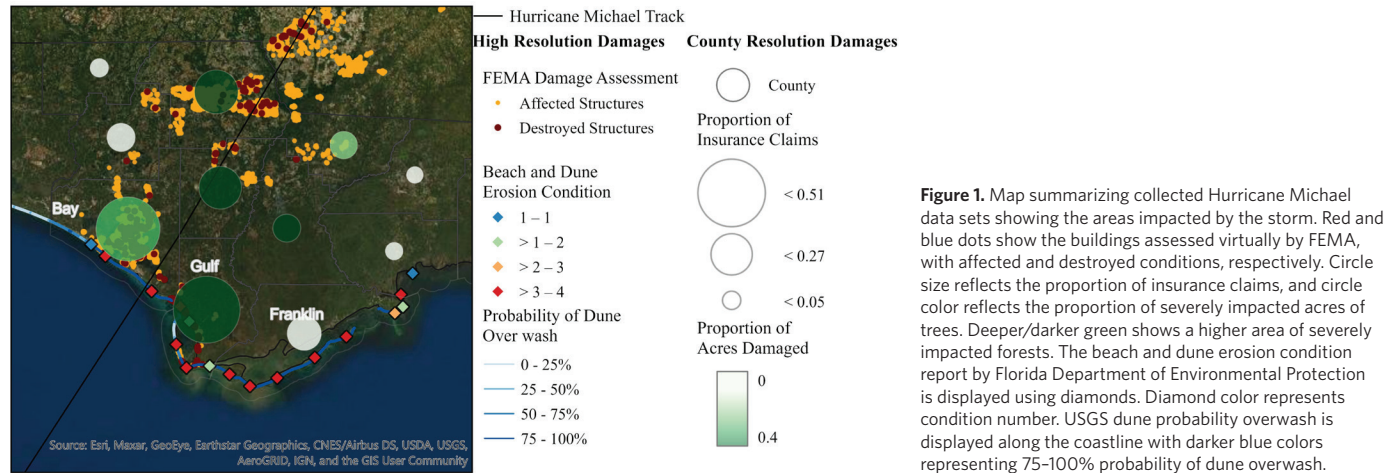 Hurricane Michael Track
High Resolution Damages
County Resolution Damages
FEMA Damage Assessment
Affected Structures
Destroyed Structures
County
Proportion of
Insurance Claims
< 0.51
< 0.27
< 0.05
Beach and Dune
Erosion Condition
1 – 1
> 1 – 2
> 2 – 3
> 3 – 4
Probability of Dune
Over wash
0 - 25%
25 - 50%
50 - 75%
75 - 100%
Proportion of
Acres Damaged
0
0.4
Bay
Gulf
Franklin
Source: Esri, Maxar, GeoEye, Earthstar Geographics, CNES/Airbus DS, USDA, USGS,
AeroGRID, IGN, and the GIS User Community
Figure 1. Map summarizing collected Hurricane Michael
data sets showing the areas impacted by the storm. Red and
blue dots show the buildings assessed virtually by FEMA,
with affected and destroyed conditions, respectively. Circle
size reflects the proportion of insurance claims, and circle
color reflects the proportion of severely impacted acres of
trees. Deeper/darker green shows a higher area of severely
impacted forests. The beach and dune erosion condition
report by Florida Department of Environmental Protection
is displayed using diamonds. Diamond color represents
condition number. USGS dune probability overwash is
displayed along the coastline with darker blue colors
representing 75–100% probability of dune overwash.